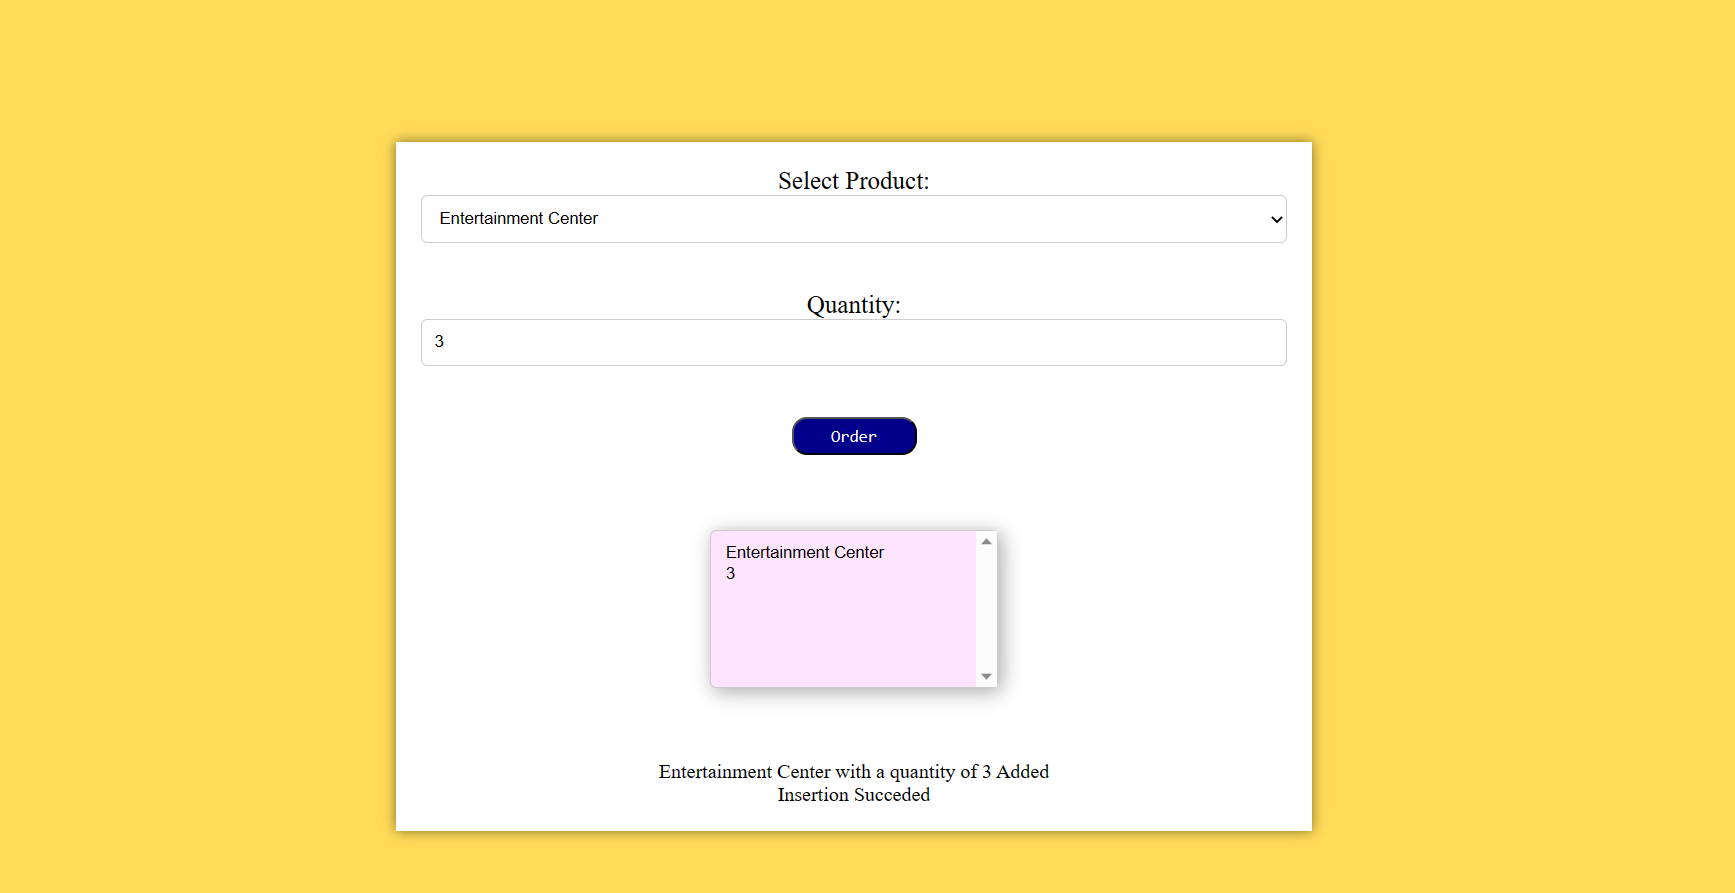 Select Product:
Entertainment Center
Quantity:
3
Order
Entertainment Center
3
Entertainment Center with a quantity of 3 Added
Insertion Succeded